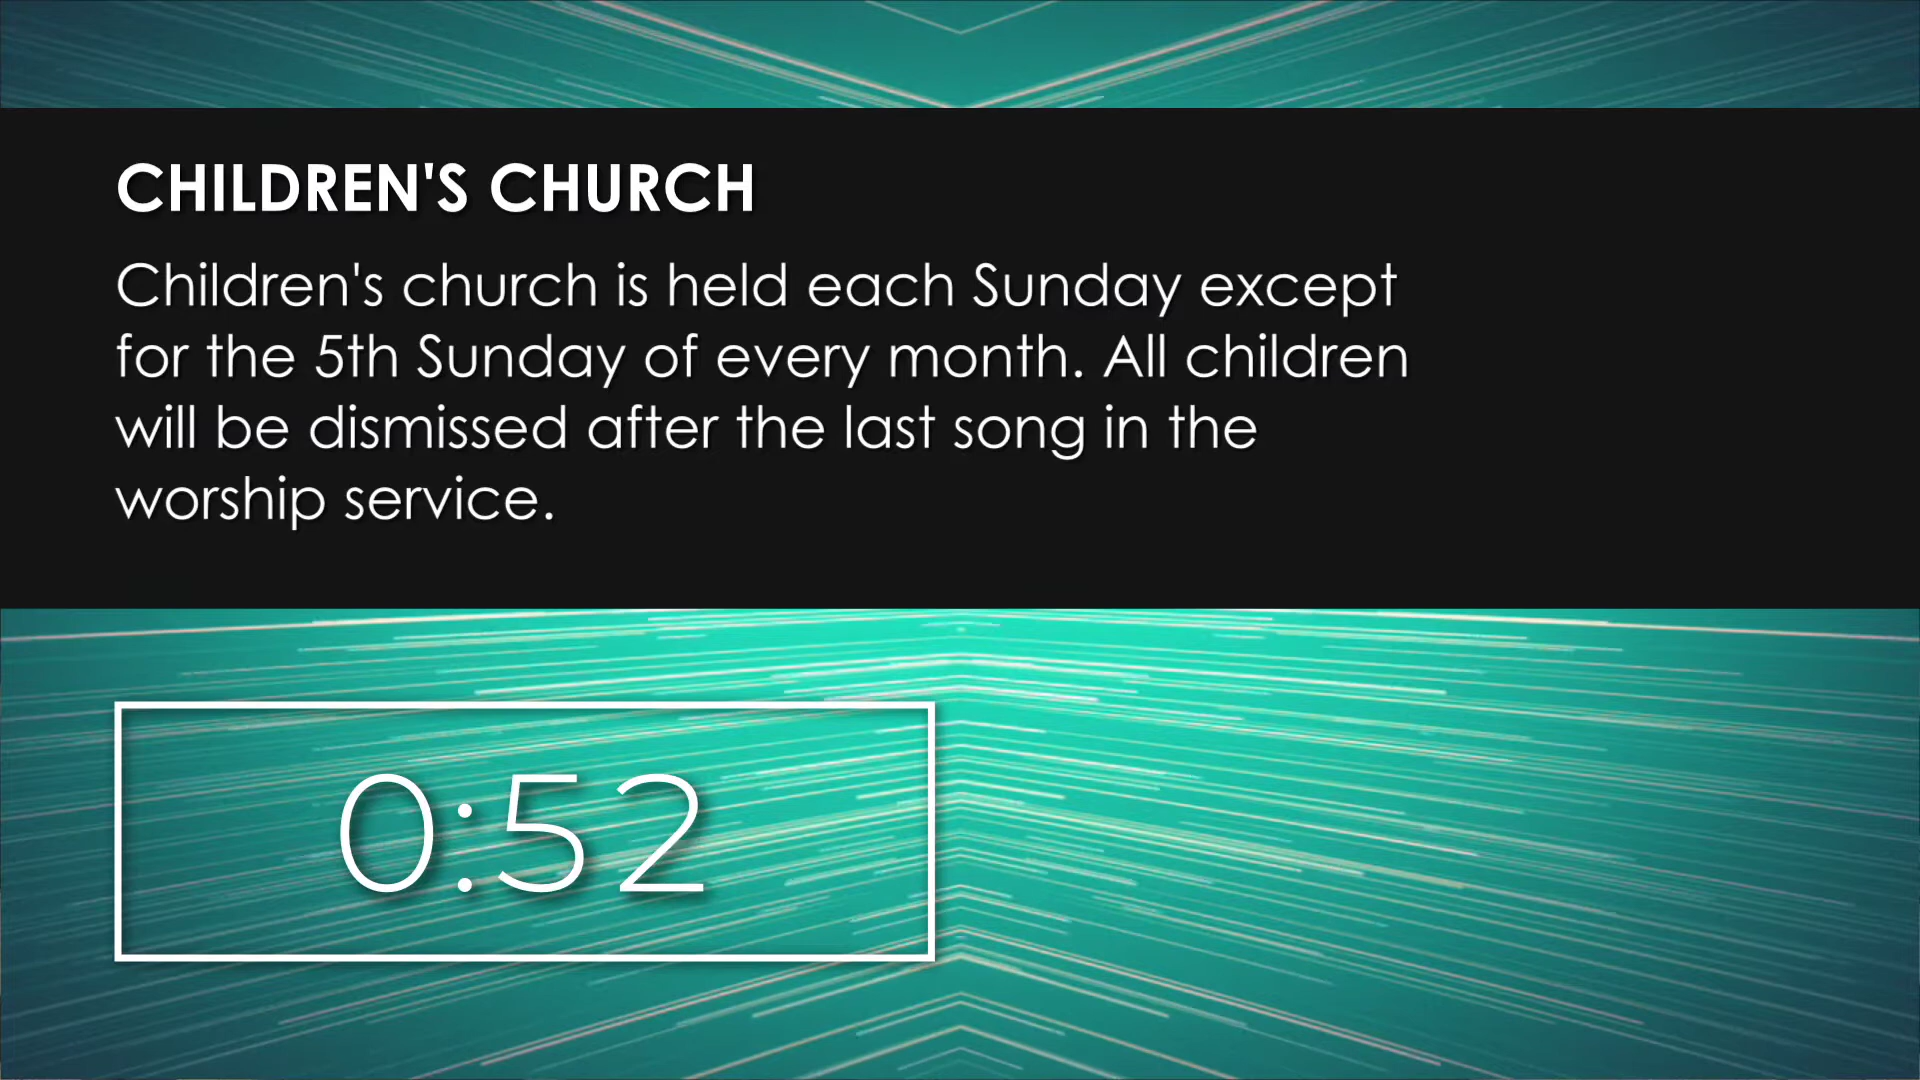 CHILDREN'S CHURCH
Children's church is held each Sunday except
for the 5th Sunday of every month. All children
will be dismissed after the last song in the
worship service.
0:52